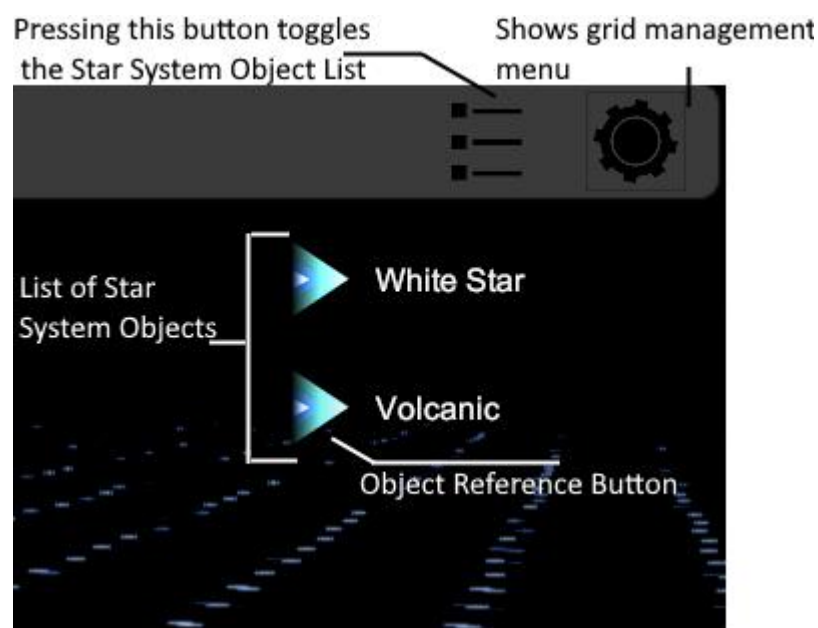 Pressing this button toggles
the Star System Object List
Shows grid management
menu
White Star
List of Star
System Objects
Volcanic
Object Reference Button